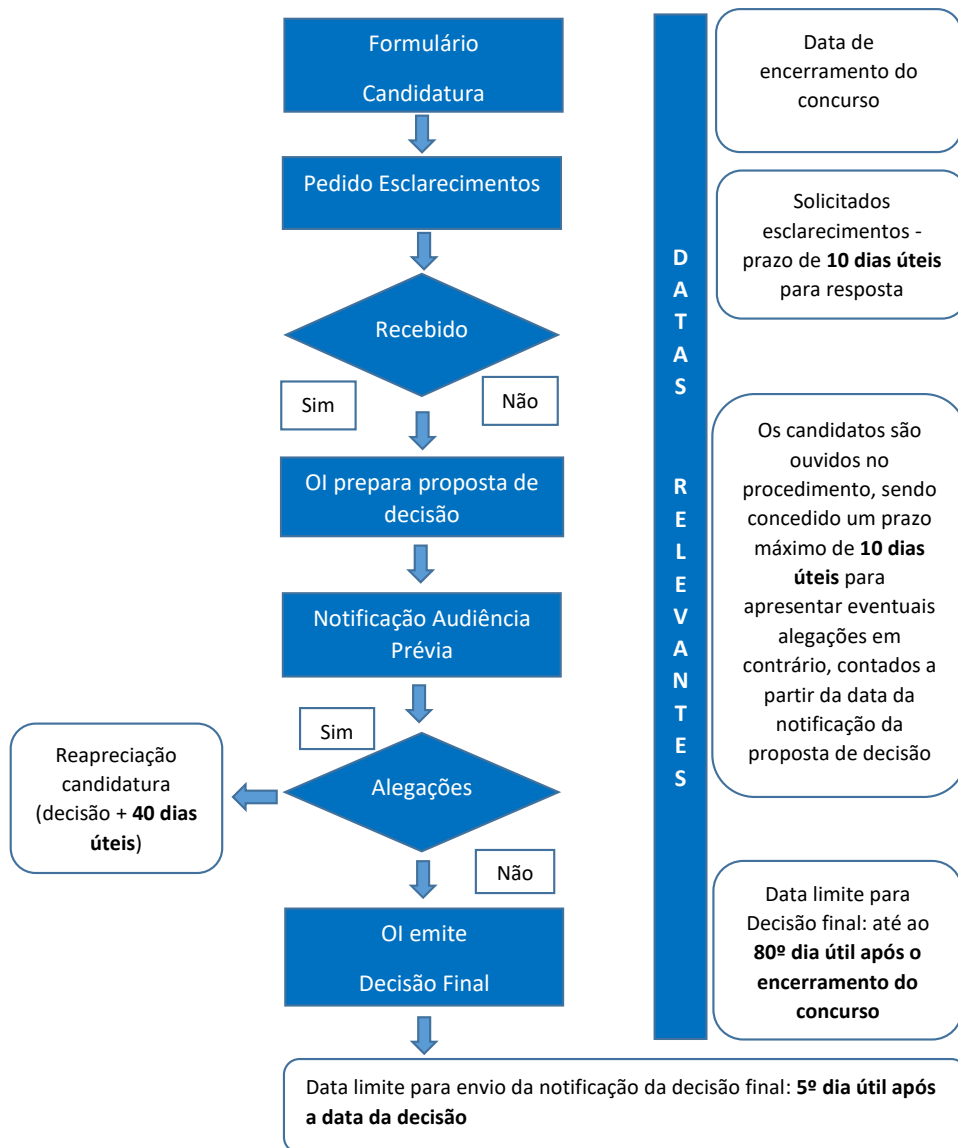 Formulário
Candidatura
Data de
encerramento do
concurso
Pedido Esclarecimentos
Solicitados
esclarecimentos -
prazo de 10 dias úteis
para resposta
Recebido
Sim
Não
DATAS RELEVANTES
OI prepara proposta de
decisão
Os candidatos são
ouvidos no
procedimento, sendo
concedido um prazo
máximo de 10 dias
úteis para
apresentar eventuais
alegações em
contrário, contados a
partir da data da
notificação da
proposta de decisão
Notificação Audiência
Prévia
Sim
Alegações
Reapreciação
candidatura
(decisão + 40 dias
úteis)
Não
OI emite
Decisão Final
Data limite para
Decisão final: até ao
80º dia útil após o
encerramento do
concurso
Data limite para envio da notificação da decisão final: 5º dia útil após
a data da decisão